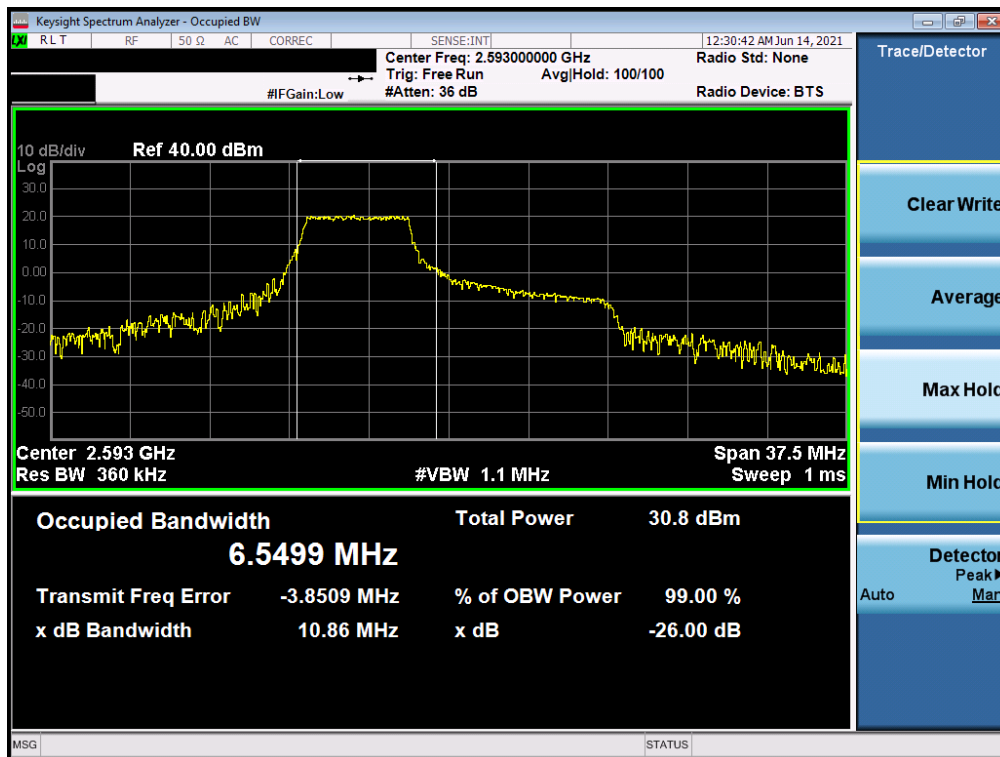 Keysight Spectrum Analyzer - Occupied BW
LXI RLT RF 50 Ω AC CORREC SENSE:INT 12:30:42 AM Jun 14, 2021
Center Freq: 2.593000000 GHz Radio Std: None
Trig: Free Run Avg|Hold: 100/100
#IFGain:Low #Atten: 36 dB Radio Device: BTS
Trace/Detector
10 dB/div Ref 40.00 dBm
Log
30.0
20.0
10.0
0.00
-10.0
-20.0
-30.0
-40.0
-50.0
Center 2.593 GHz Span 37.5 MHz
Res BW 360 kHz #VBW 1.1 MHz Sweep 1 ms
Occupied Bandwidth Total Power 30.8 dBm
6.5499 MHz
Transmit Freq Error -3.8509 MHz % of OBW Power 99.00 %
x dB Bandwidth 10.86 MHz x dB -26.00 dB
Clear Write
Average
Max Hold
Min Hold
Detector
Peak
Auto Man
MSG STATUS